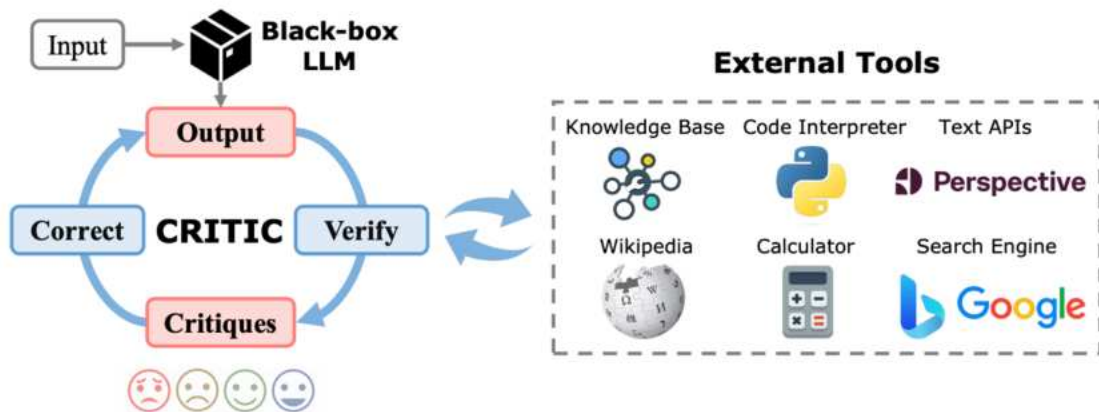 Input
Black-box
LLM
Output
Correct
CRITIC
Verify
Critiques
External Tools
Knowledge Base
Code Interpreter
Text APIs
Perspective
Wikipedia
Calculator
Search Engine
Google